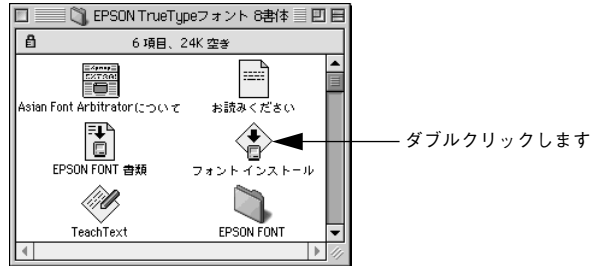 EPSON TrueTypeフォント 8書体
6 項目、24K 空き
EXTRA!
Asian Font Arbitratorについて
お読みください
EPSON FONT 書類
フォントインストール
ダブルクリックします
TeachText
EPSON FONT